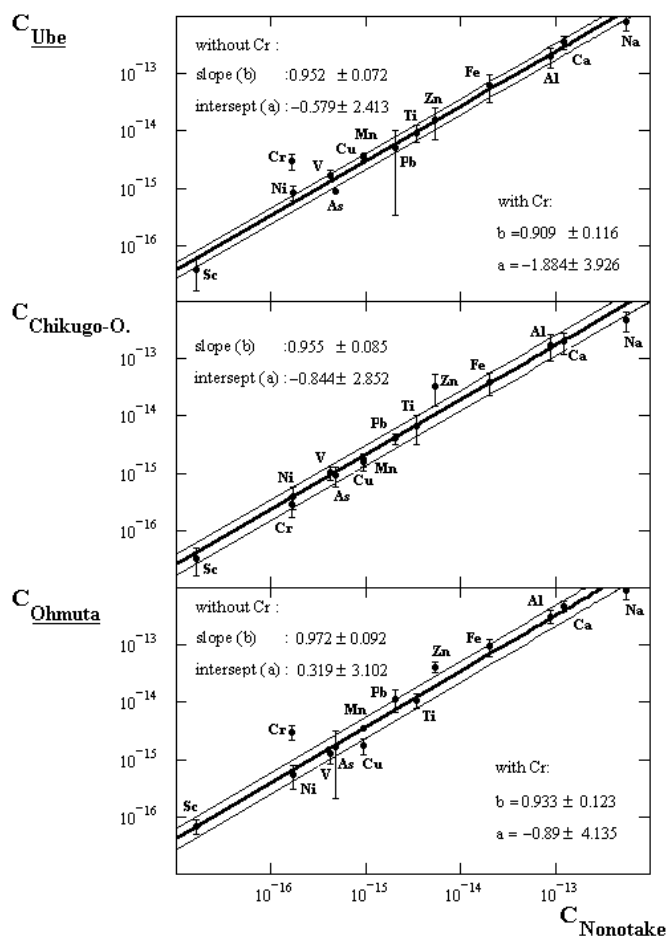 C Ube
without Cr :
slope (b) :0.952 ± 0.072
intersept (a) :−0.579± 2.413
Na
Ca
Al
Fe
Zn
Ti
Mn
Cu
Pb
Cr
V
Ni
As
Sc
10⁻¹³
10⁻¹⁴
10⁻¹⁵
10⁻¹⁶
with Cr:
b =0.909 ± 0.116
a =−1.884± 3.926
C Chikugo-O.
slope (b) :0.955 ± 0.085
intersept (a) :−0.844± 2.852
Al
Na
Ca
Fe
Zn
Ti
Pb
V
Mn
Cu
Ni
As
Cr
Sc
10⁻¹³
10⁻¹⁴
10⁻¹⁵
10⁻¹⁶
C Ohmuta
without Cr :
slope (b) : 0.972 ± 0.092
intersept (a) : 0.319 ± 3.102
Al
Na
Ca
Fe
Zn
Pb
Mn
Ti
Cr
As
Cu
V
Ni
Sc
10⁻¹³
10⁻¹⁴
10⁻¹⁵
10⁻¹⁶
with Cr:
b = 0.933 ± 0.123
a = −0.89± 4.135
10⁻¹⁶ 10⁻¹⁵ 10⁻¹⁴ 10⁻¹³
C Nonotake